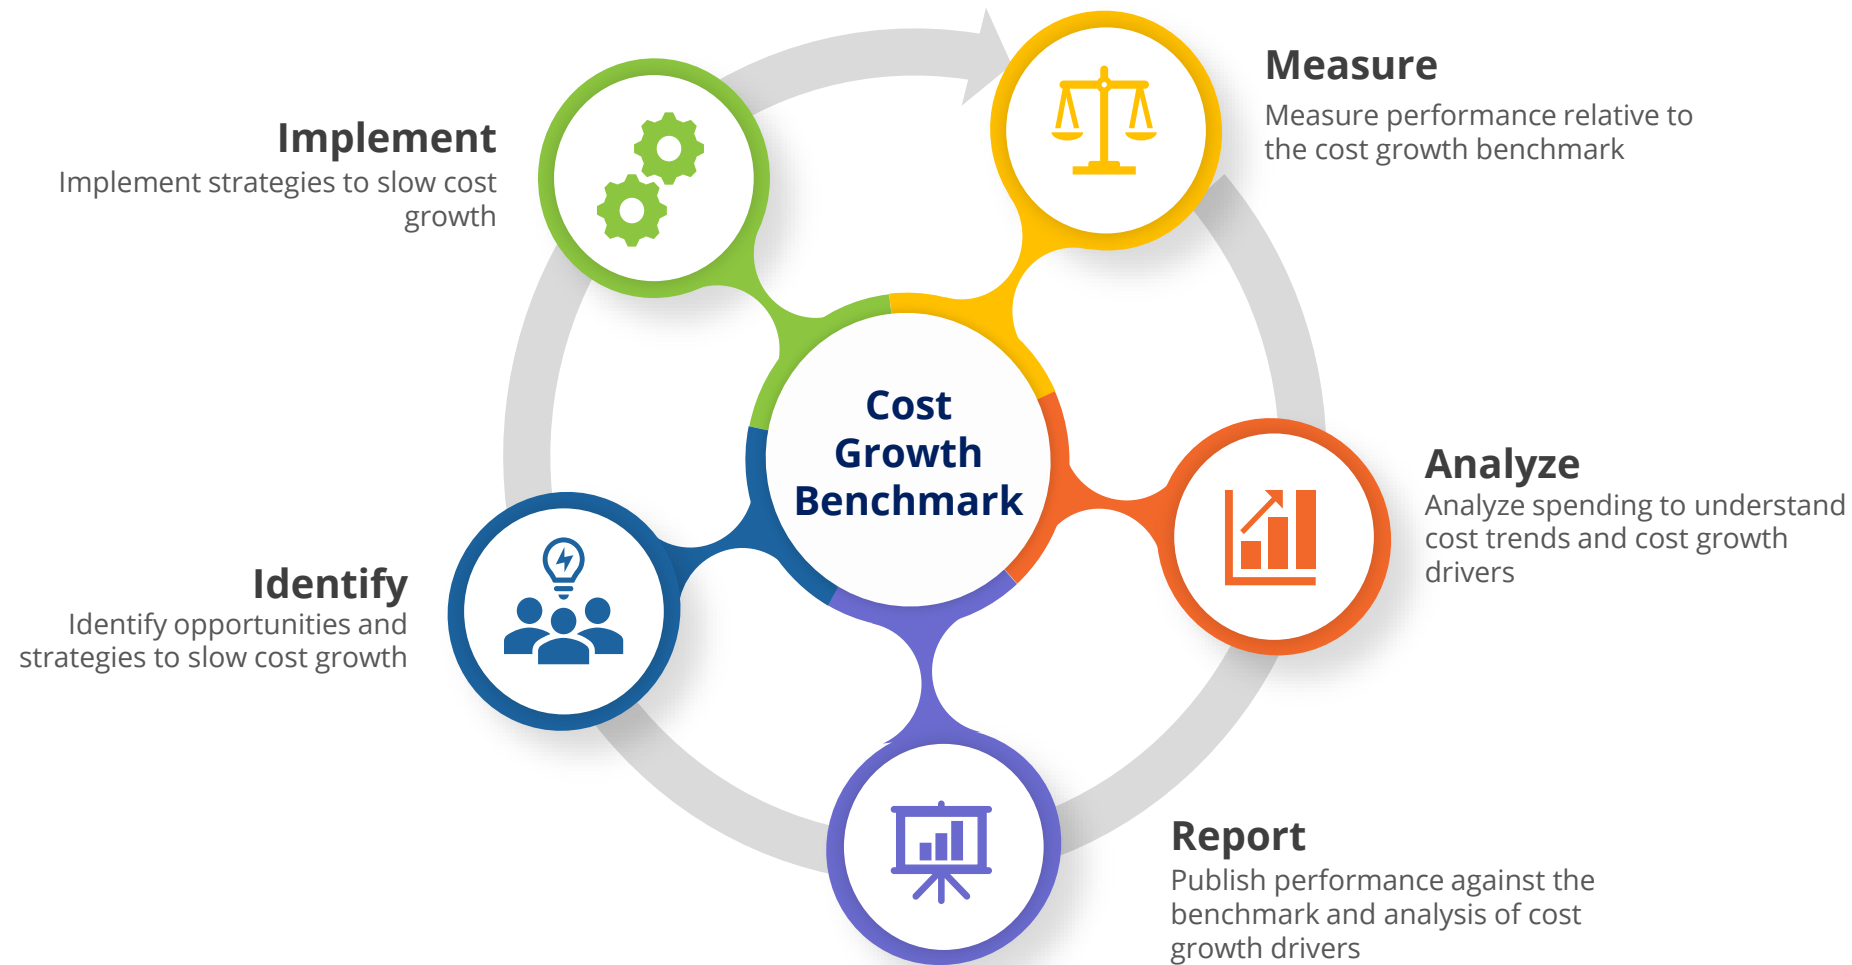 Measure
Measure performance relative to
the cost growth benchmark
Implement
Implement strategies to slow cost
growth
Cost
Growth
Benchmark
Analyze
Analyze spending to understand
cost trends and cost growth
drivers
Identify
Identify opportunities and
strategies to slow cost growth
Report
Publish performance against the
benchmark and analysis of cost
growth drivers